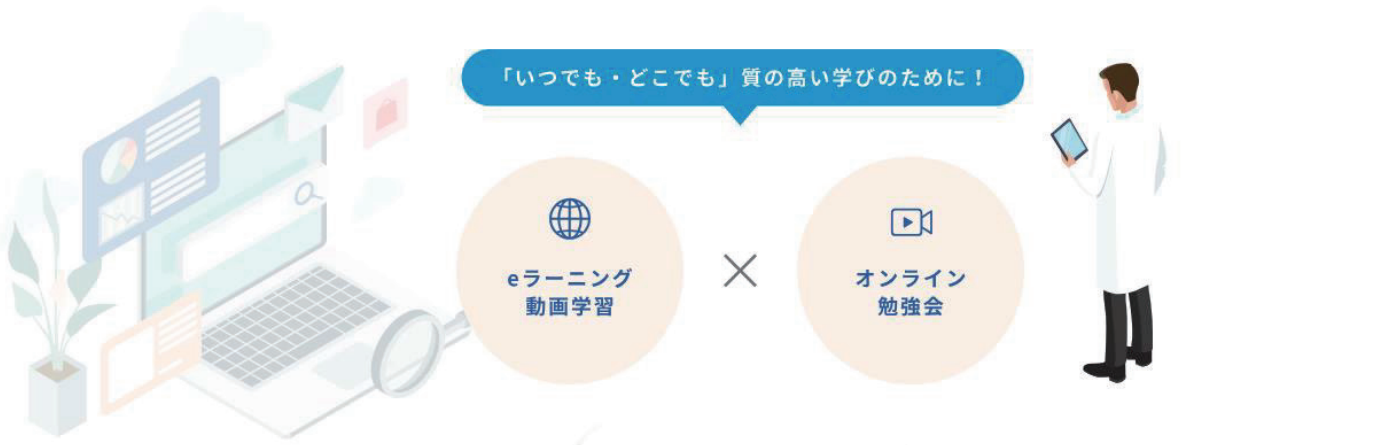 「いつでも・どこでも」質の高い学びのために！
eラーニング
動画学習
オンライン
勉強会